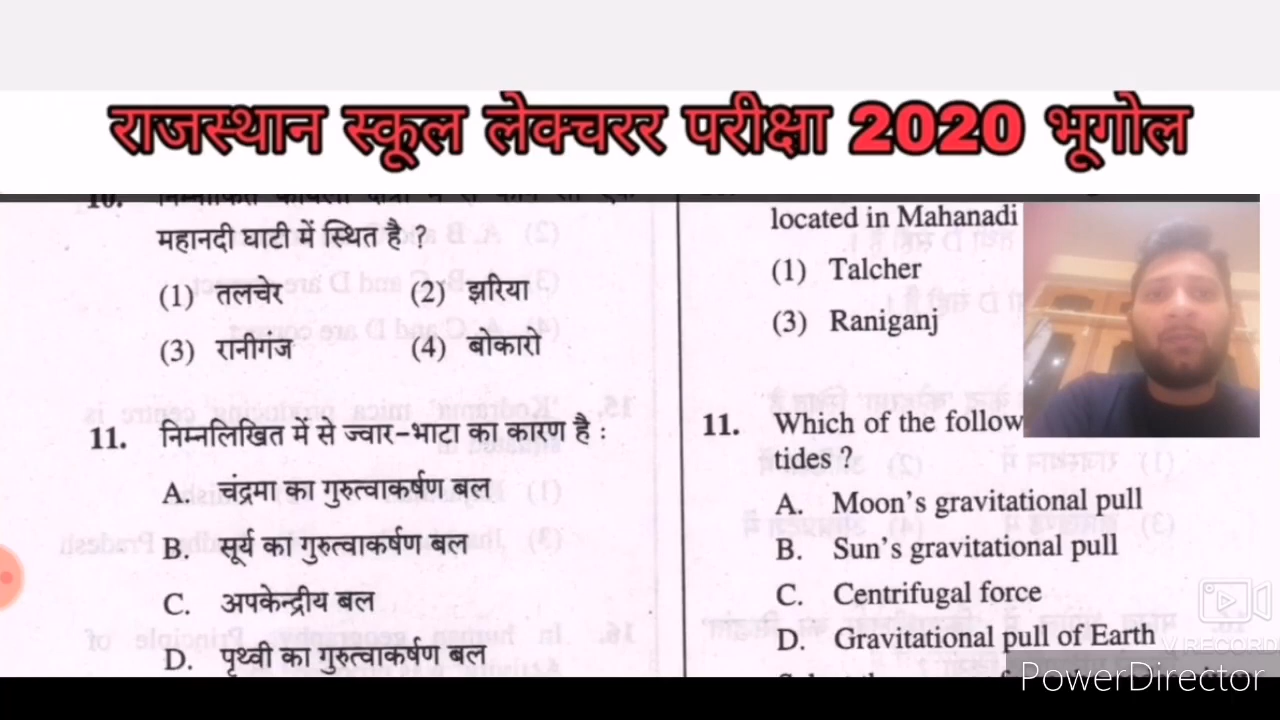 राजस्थान स्कूल लेक्चरर परीक्षा 2020 भूगोल
10.
महानदी घाटी में स्थित है ?
(1) तलचेर (2) झरिया
(3) रानीगंज (4) बोकारो
11. निम्नलिखित में से ज्वार-भाटा का कारण है :
A. चंद्रमा का गुरुत्वाकर्षण बल
B. सूर्य का गुरुत्वाकर्षण बल
C. अपकेन्द्रीय बल
D. पृथ्वी का गुरुत्वाकर्षण बल
located in Mahanadi
(1) Talcher
(3) Raniganj
11. Which of the follow
tides ?
A. Moon's gravitational pull
B. Sun's gravitational pull
C. Centrifugal force
D. Gravitational pull of Earth
V RECORD
PowerDirector